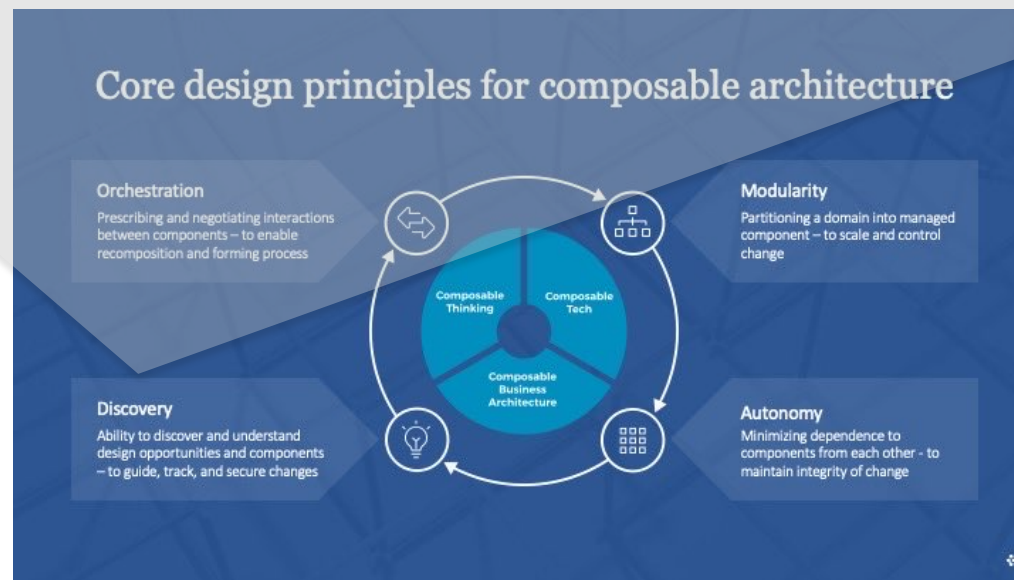 Core design principles for composable architecture
Orchestration
Prescribing and negotiating interactions
between components – to enable
recomposition and forming process
Modularity
Partitioning a domain into managed
component – to scale and control
change
Composable
Thinking
Composable
Tech
Composable
Business
Architecture
Discovery
Ability to discover and understand
design opportunities and components
– to guide, track, and secure changes
Autonomy
Minimizing dependence to
components from each other - to
maintain integrity of change